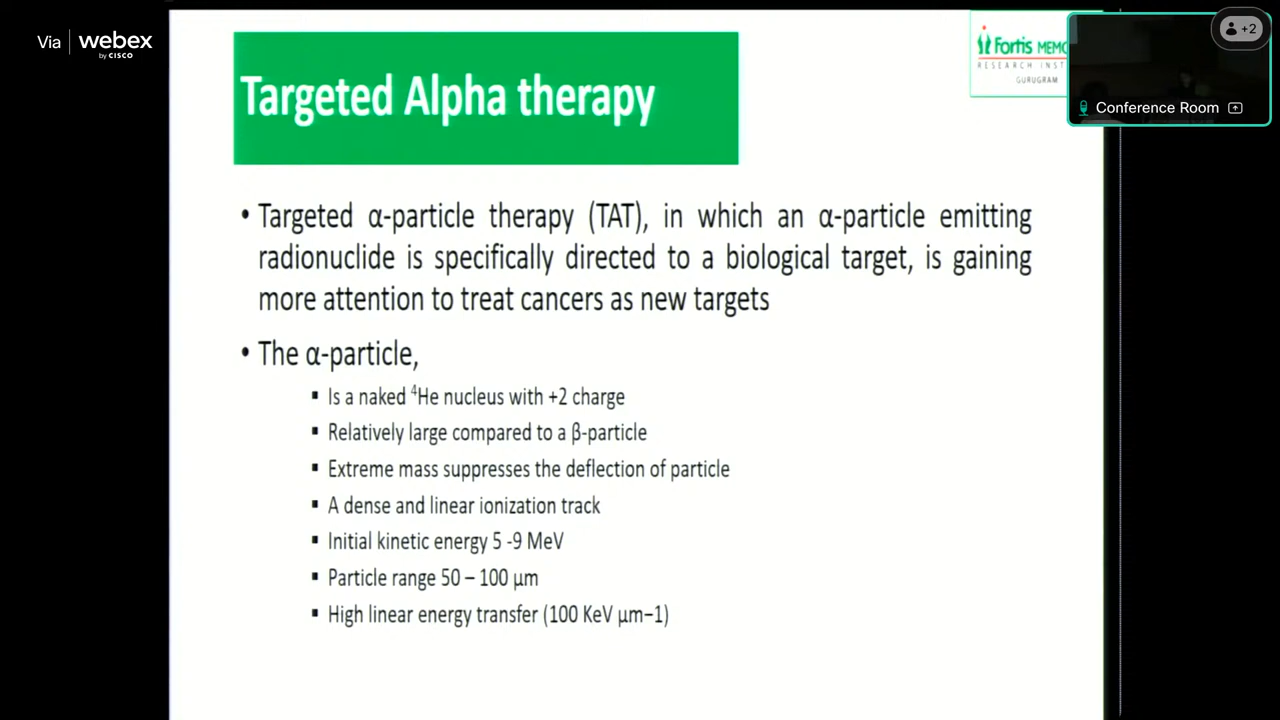 Via webex
by CISCO
Targeted Alpha therapy
Fortis
RESEARCH
GURUGRAM
+2
Conference Room
• Targeted α-particle therapy (TAT), in which an α-particle emitting
radionuclide is specifically directed to a biological target, is gaining
more attention to treat cancers as new targets
• The α-particle,
▪ Is a naked ⁴He nucleus with +2 charge
▪ Relatively large compared to a β-particle
▪ Extreme mass suppresses the deflection of particle
▪ A dense and linear ionization track
▪ Initial kinetic energy 5 -9 MeV
▪ Particle range 50 – 100 μm
▪ High linear energy transfer (100 KeV μm−1)